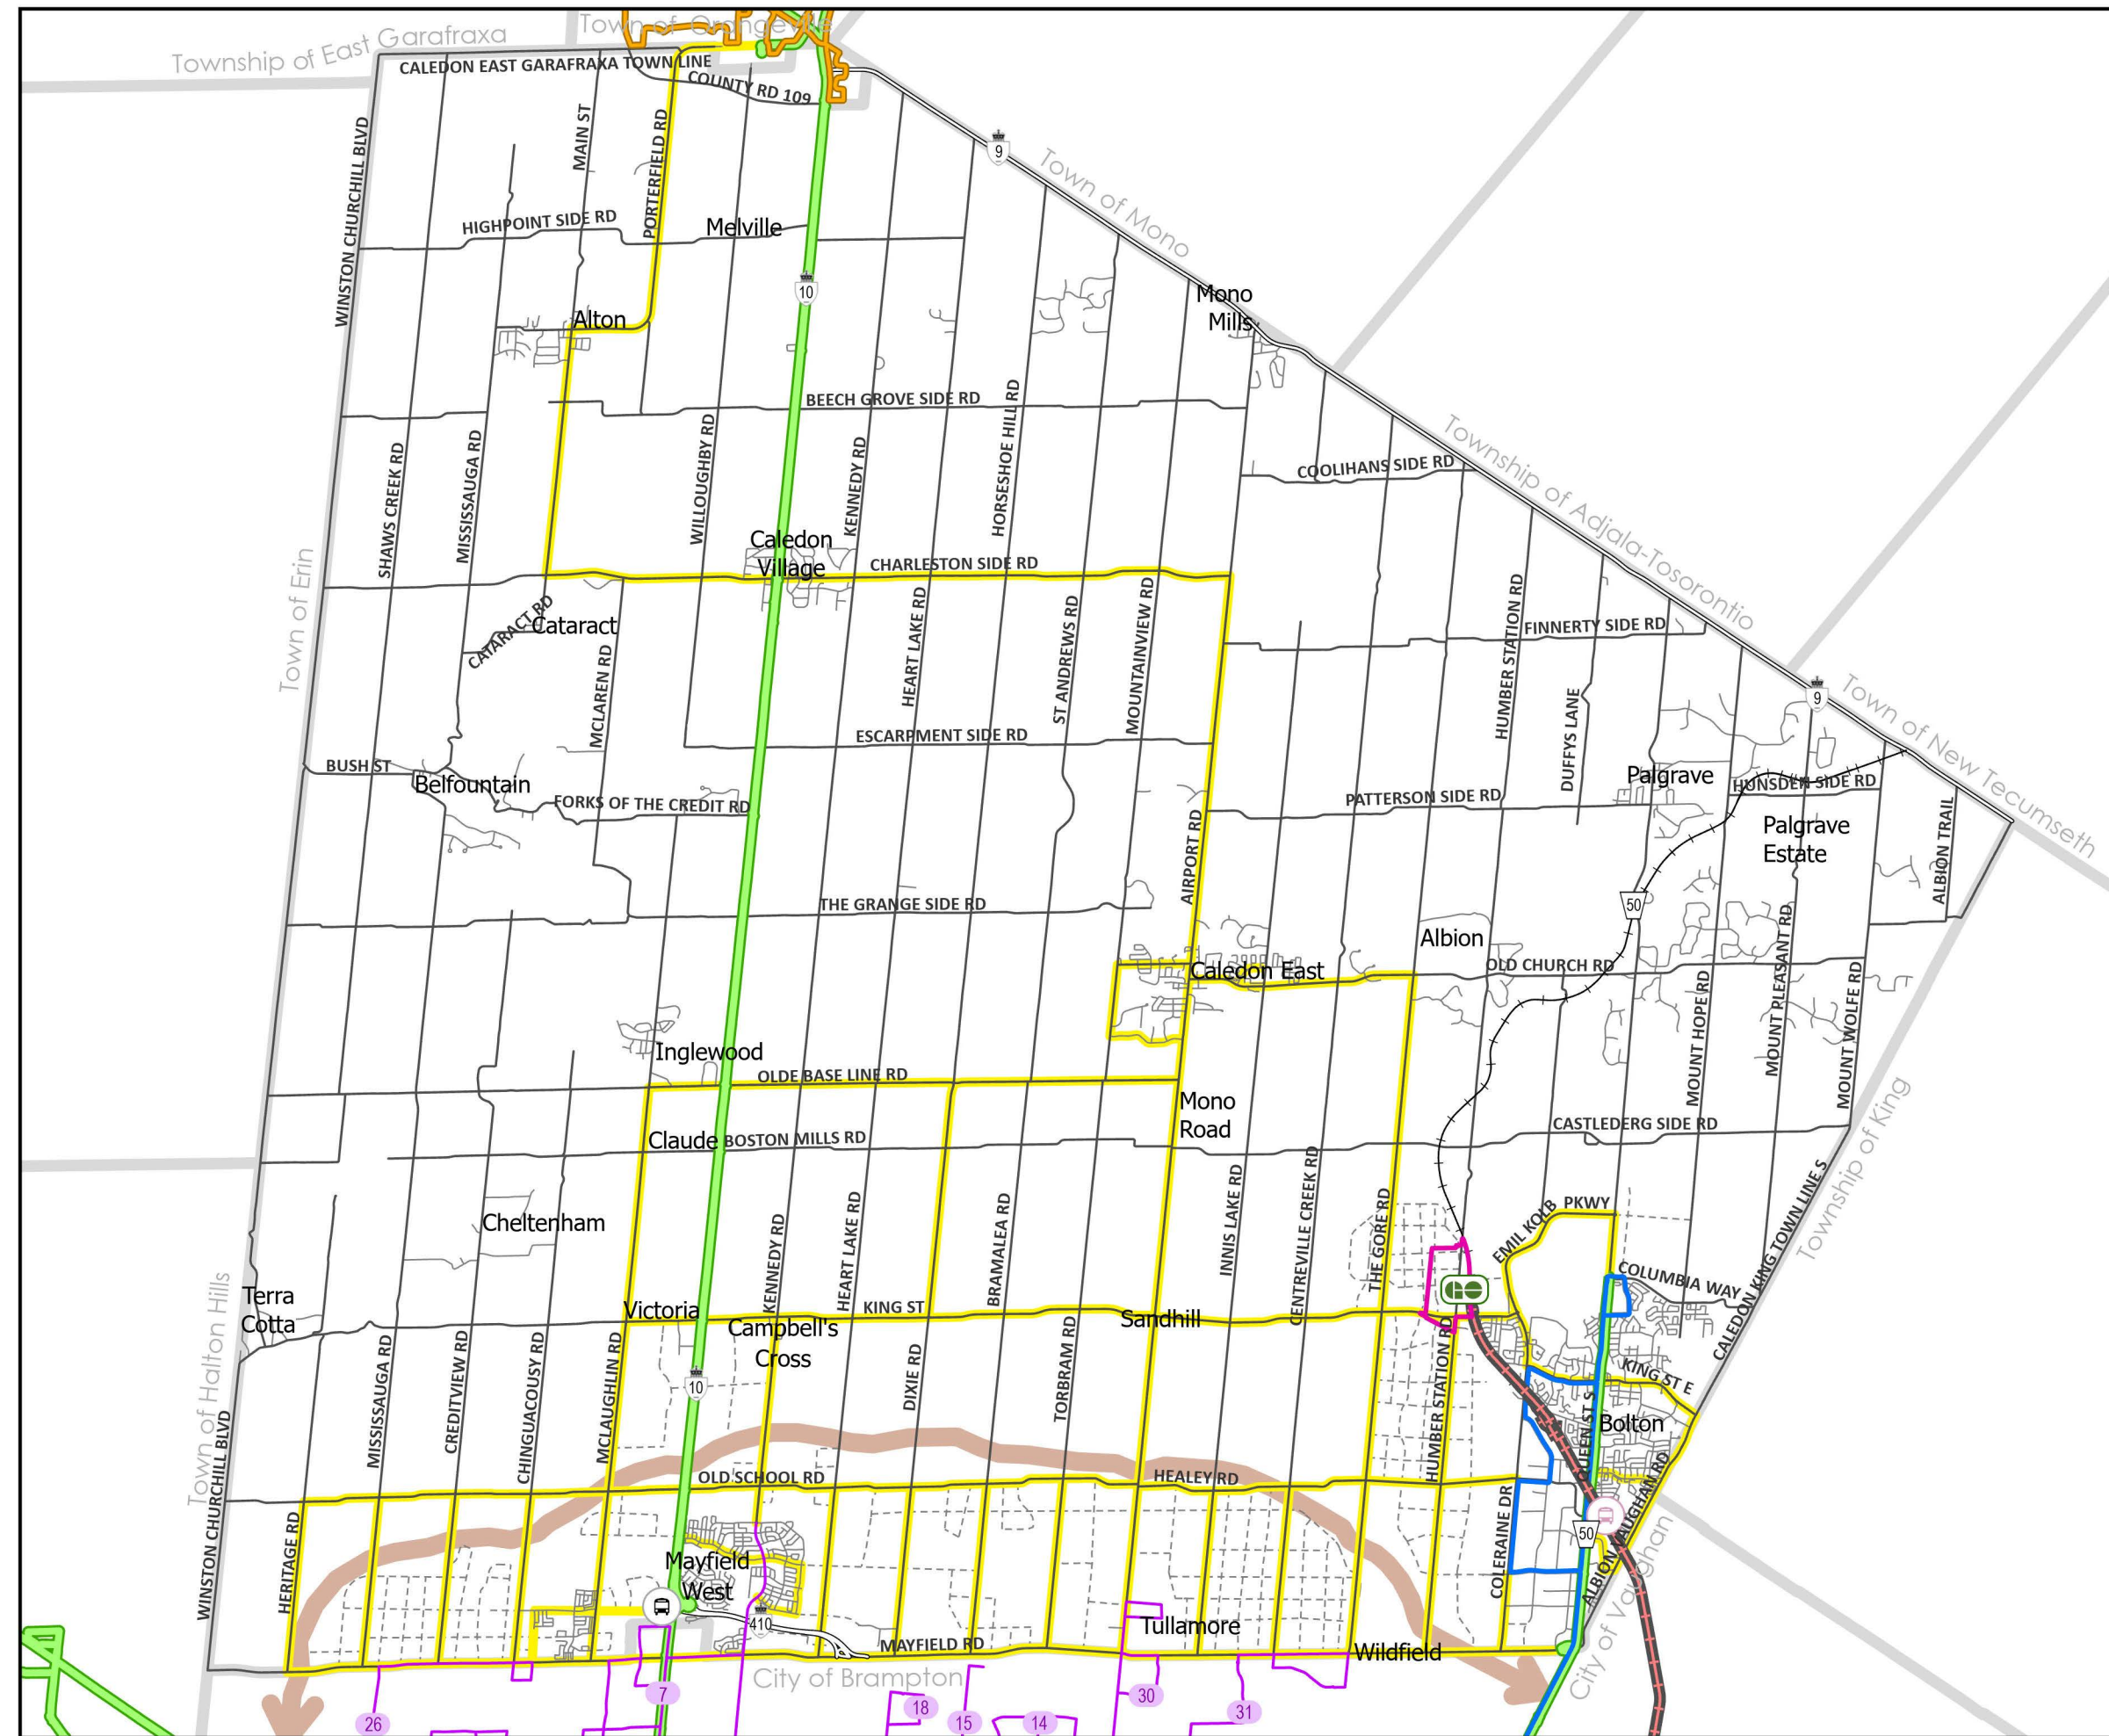 Town of Orangeville
Township of East Garafraxa
CALEDON EAST GARAFRAXA TOWN LINE
COUNTY RD 109
WINSTON CHURCHILL BLVD
MAIN ST
PORTERFIELD RD
9
Town of Mono
HIGHPOINT SIDE RD
Melville
10
Mono
Mills
Alton
BEECH GROVE SIDE RD
HORSESHOE HILL RD
SHAWS CREEK RD
MISSISSAUGA RD
WILLOUGHBY RD
KENNEDY RD
COOLIHANS SIDE RD
Township of Adjala-Tosorontio
Caledon
Village
CHARLESTON SIDE RD
Town of Erin
CATARACT RD
Cataract
MCLAREN RD
HEART LAKE RD
ST ANDREWS RD
MOUNTAINVIEW RD
HUMBER STATION RD
FINNERTY SIDE RD
DUFFYS LANE
9
Town of New Tecumseth
ESCARPMENT SIDE RD
BUSH ST
Belfountain
FORKS OF THE CREDIT RD
PATTERSON SIDE RD
Palgrave
HUNSDEN SIDE RD
Palgrave
Estate
AIRPORT RD
ALBION TRAIL
THE GRANGE SIDE RD
50
Albion
OLD CHURCH RD
Caledon East
MOUNT HOPE RD
MOUNT PLEASANT RD
MOUNT WOLFE RD
Inglewood
OLDE BASE LINE RD
Mono
Road
Claude
BOSTON MILLS RD
CASTLEDERG SIDE RD
Township of King
CALEDON KING TOWN LINE S
INNIS LAKE RD
CENTREVILLE CREEK RD
THE GORE RD
EMIL KOLB
PKWY
Cheltenham
KENNEDY RD
HEART LAKE RD
BRAMALEA RD
COLUMBIA WAY
Town of Halton Hills
Terra
Cotta
Victoria
KING ST
Sandhill
Campbell's
Cross
MISSISSAUGA RD
CREDITVIEW RD
CHINGUACOUSY RD
MCLAUGHLIN RD
10
DIXIE RD
TORBRAM RD
HUMBER STATION RD
GO
KING ST E
QUEEN ST S
Bolton
WINSTON CHURCHILL BLVD
OLD SCHOOL RD
HEALEY RD
HERITAGE RD
COLERAINE DR
50
ALBION VAUGHAN RD
City of Vaughan
Mayfield
West
410
Tullamore
MAYFIELD RD
Wildfield
City of Brampton
7
26
18
15
14
30
31